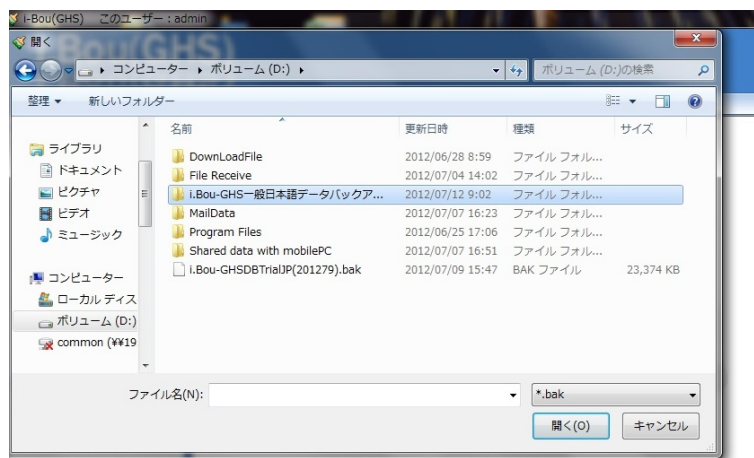 i-Bou(GHS) このユーザー : admin
開く
コンピューター ▸ ボリューム (D:) ▸
ボリューム (D:)の検索
整理 ▼ 新しいフォルダー
名前 更新日時 種類 サイズ
ライブラリ
ドキュメント
ピクチャ
ビデオ
ミュージック
コンピューター
ローカル ディス
ボリューム (D:)
common (¥¥19
DownLoadFile 2012/06/28 8:59 ファイル フォル...
File Receive 2012/07/04 14:02 ファイル フォル...
i.Bou-GHS一般日本語データバックア... 2012/07/12 9:02 ファイル フォル...
MailData 2012/07/07 16:23 ファイル フォル...
Program Files 2012/06/25 17:06 ファイル フォル...
Shared data with mobilePC 2012/07/07 16:51 ファイル フォル...
i.Bou-GHSDBTrialJP(201279).bak 2012/07/09 15:47 BAK ファイル 23,374 KB
ファイル名(N):
*.bak
開く(O) キャンセル